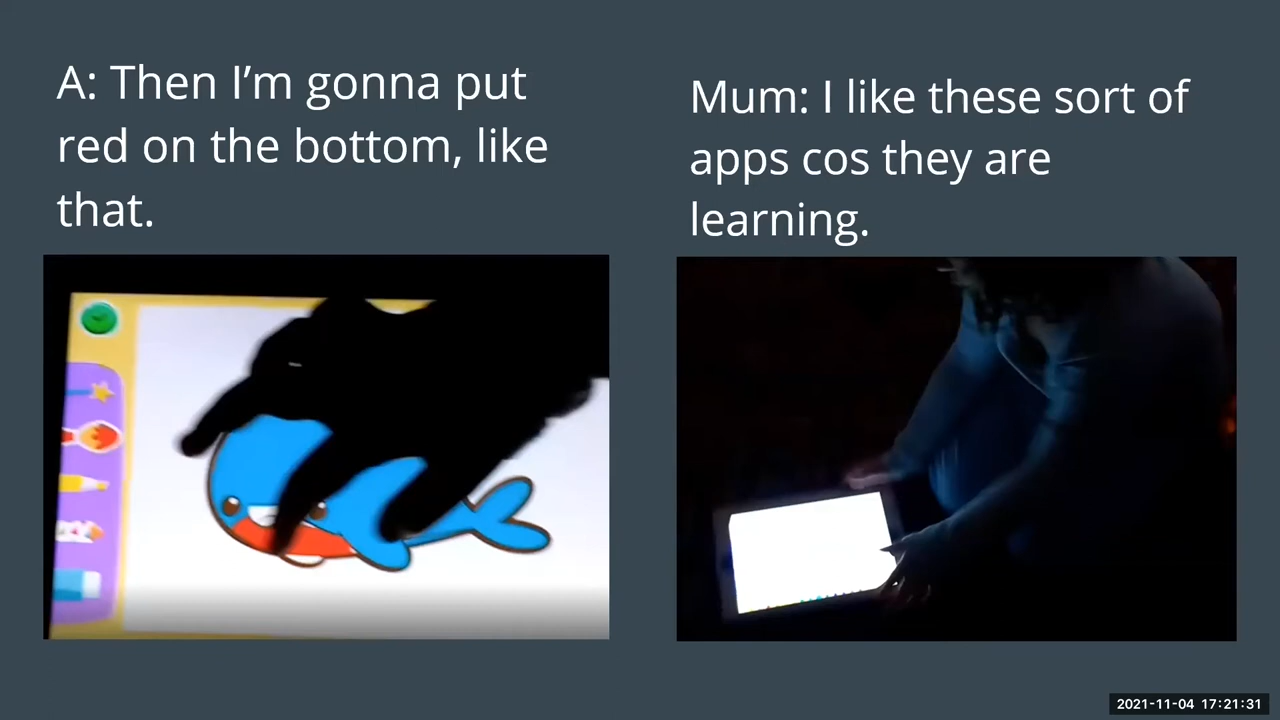 A: Then I'm gonna put
red on the bottom, like
that.
Mum: I like these sort of
apps cos they are
learning.
2021-11-04 17:21:31